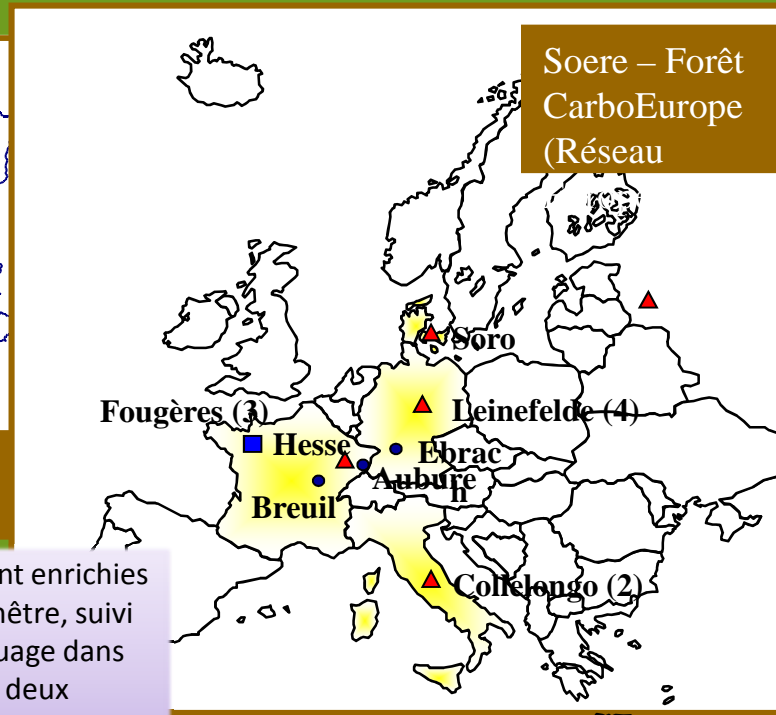 Soere – Forêt
CarboEurope
(Réseau
Soro
Fougères (3)
Leinefelde (4)
Hesse
Ebrac
h
Aubure
Breuil
Collelongo (2)
nt enrichies
être, suivi
uage dans
deux